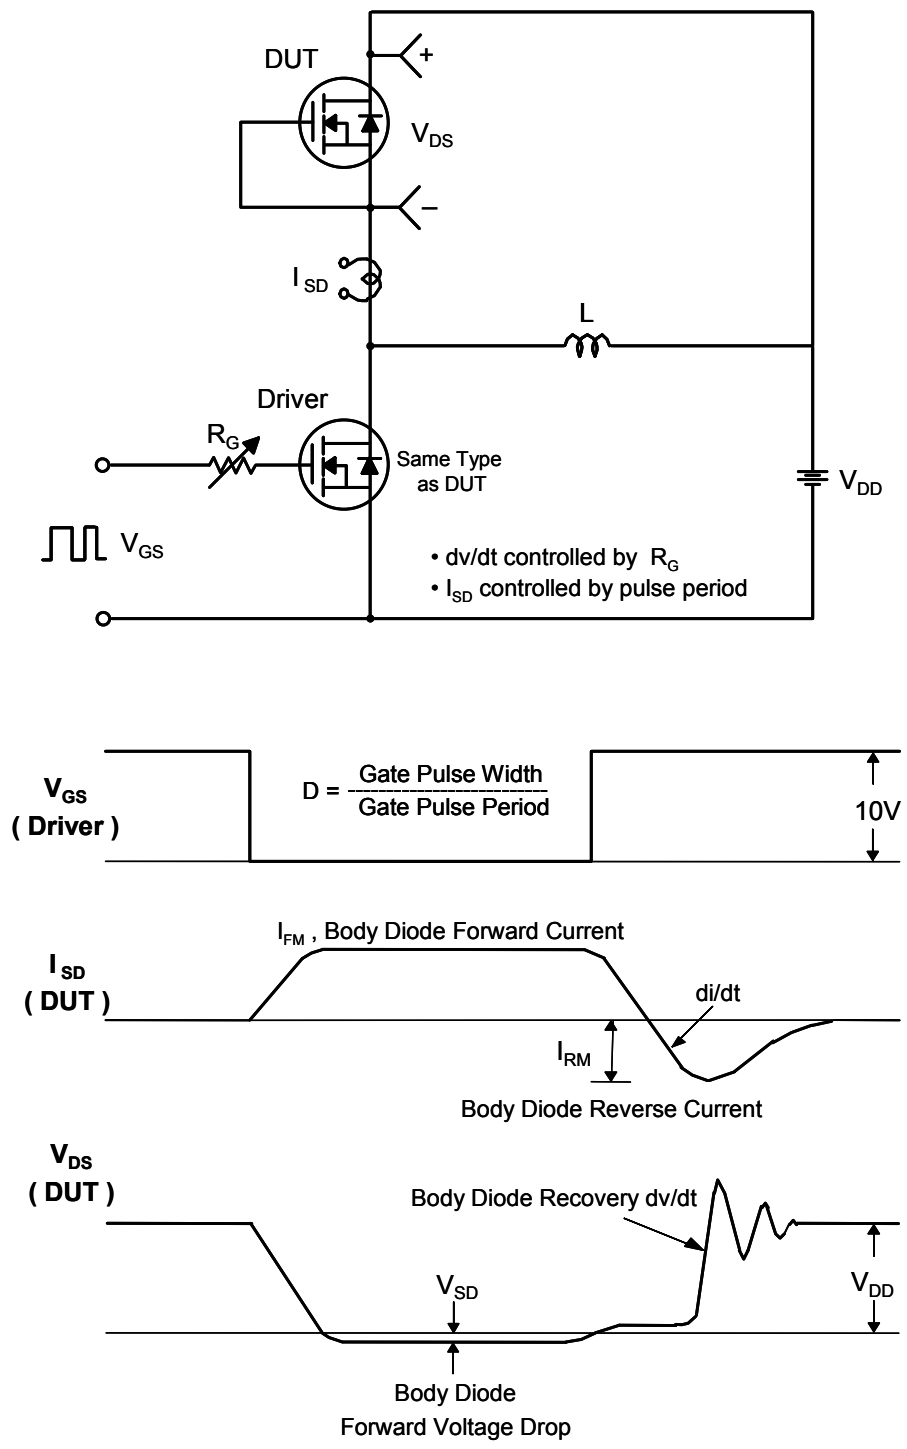 DUT
+
V DS
−
I SD
L
Driver
R G
Same Type
as DUT
V DD
V GS
• dv/dt controlled by R G
• I SD controlled by pulse period
V GS
( Driver )
D = Gate Pulse Width
Gate Pulse Period
10V
I FM , Body Diode Forward Current
I SD
( DUT )
di/dt
I RM
Body Diode Reverse Current
V DS
( DUT )
Body Diode Recovery dv/dt
V SD
V DD
Body Diode
Forward Voltage Drop